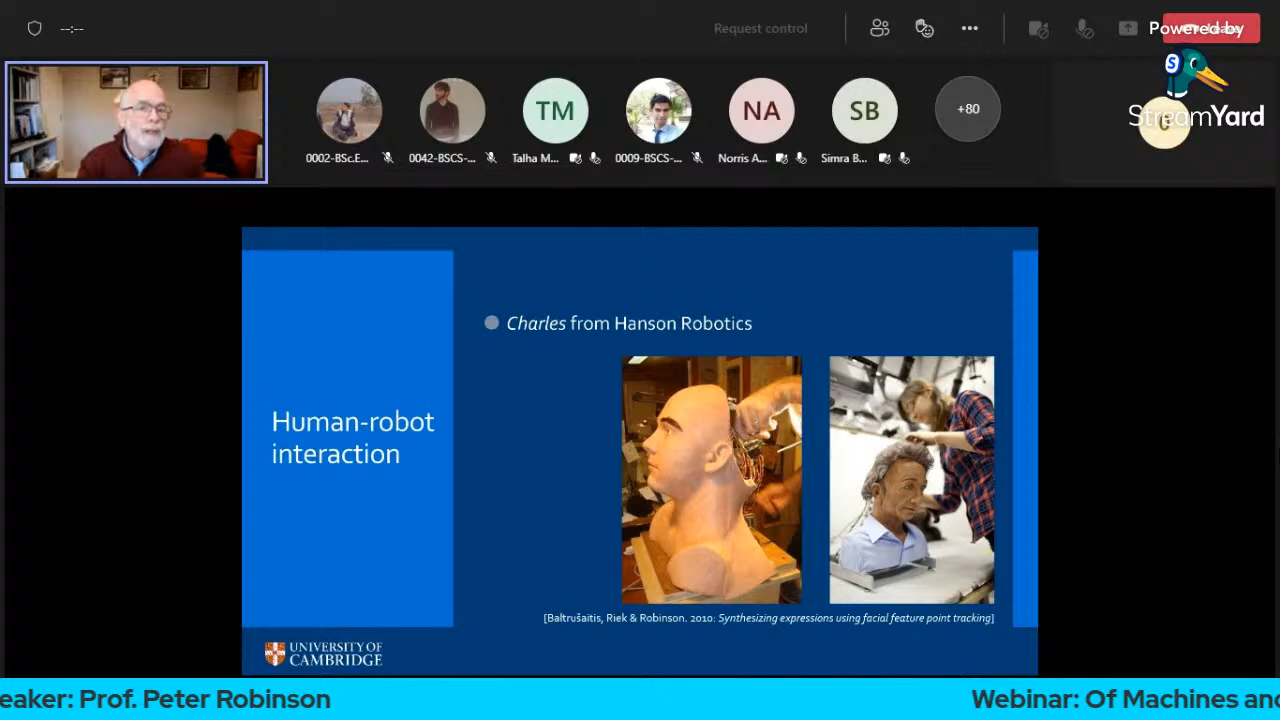 --:--
Request control
Powered by
StreamYard
0002-BSc.E...
0042-BSCS-...
TM
Talha M...
0009-BSCS-...
NA
Norris A...
SB
Simra B...
+80
Charles from Hanson Robotics
Human-robot
interaction
[Baltrušaitis, Riek & Robinson. 2010: Synthesizing expressions using facial feature point tracking]
UNIVERSITY OF
CAMBRIDGE
eaker: Prof. Peter Robinson
Webinar: Of Machines and